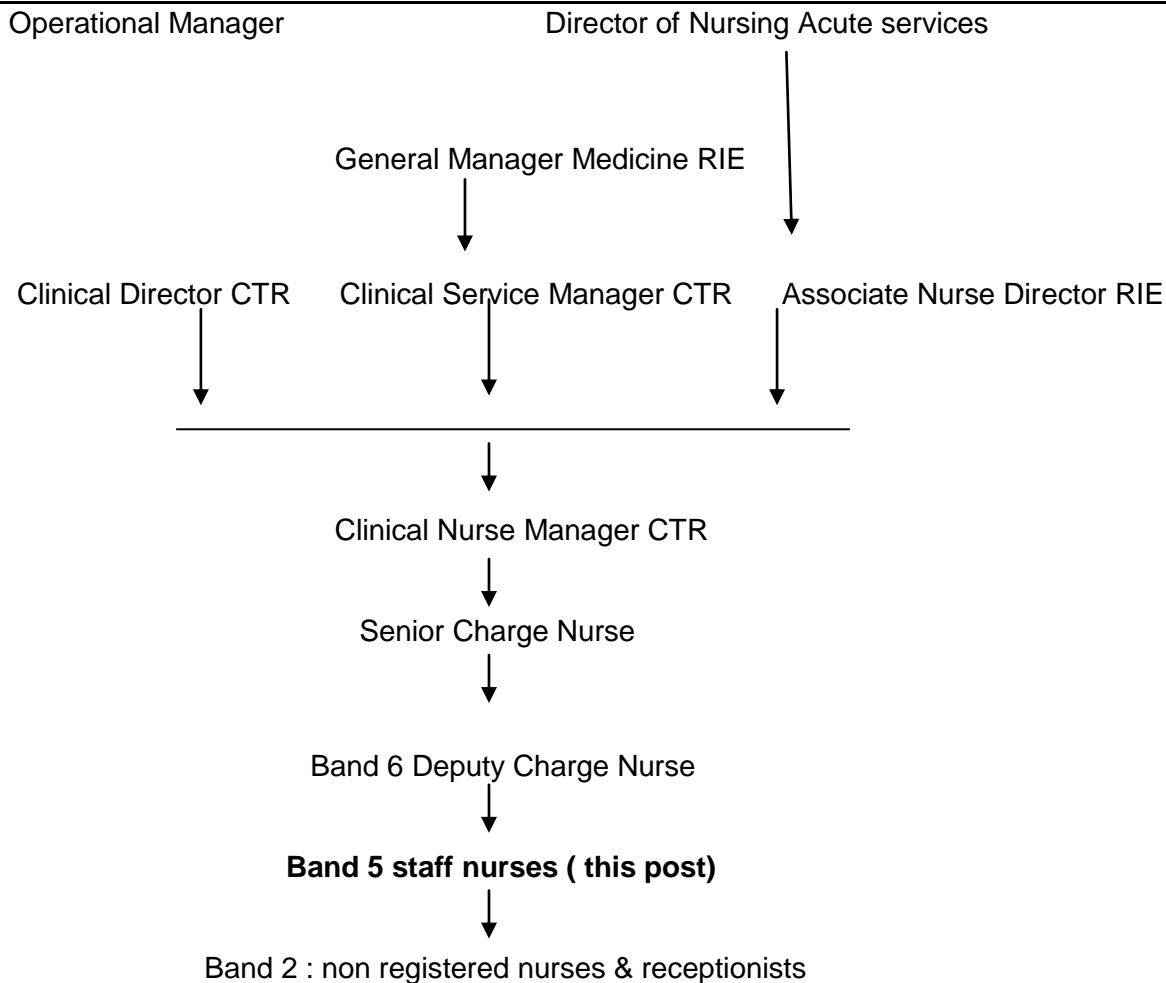 Operational Manager Director of Nursing Acute services
General Manager Medicine RIE
Clinical Director CTR Clinical Service Manager CTR Associate Nurse Director RIE
Clinical Nurse Manager CTR
Senior Charge Nurse
Band 6 Deputy Charge Nurse
Band 5 staff nurses ( this post)
Band 2 : non registered nurses & receptionists